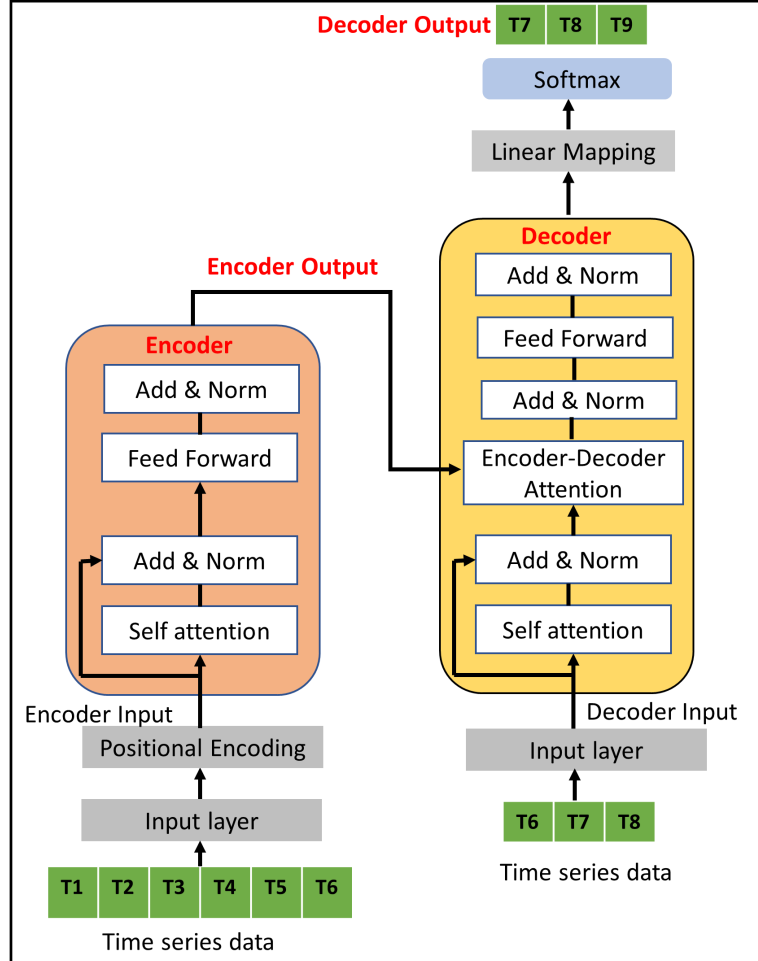 Decoder Output T7 T8 T9
Softmax
Linear Mapping
Decoder
Add & Norm
Feed Forward
Add & Norm
Encoder-Decoder
Attention
Add & Norm
Self attention
Decoder Input
Input layer
T6 T7 T8
Time series data
Encoder Output
Encoder
Add & Norm
Feed Forward
Add & Norm
Self attention
Encoder Input
Positional Encoding
Input layer
T1 T2 T3 T4 T5 T6
Time series data